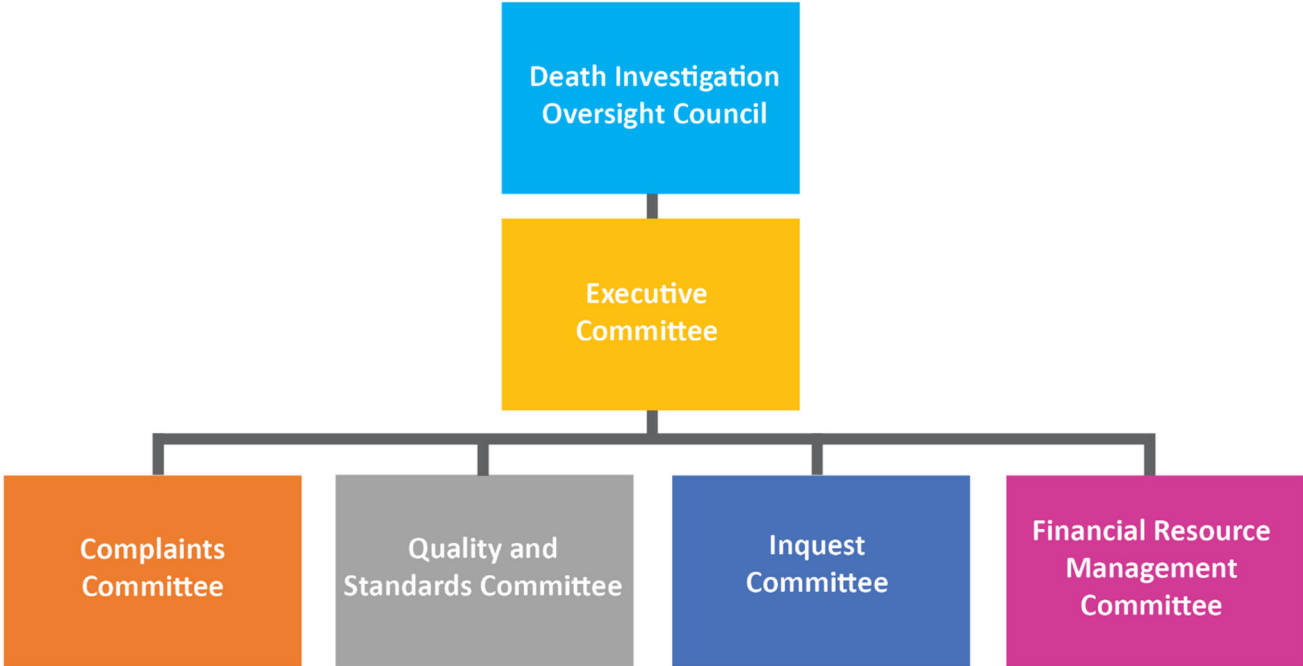 Death Investigation
Oversight Council
Executive
Committee
Complaints
Committee
Quality and
Standards Committee
Inquest
Committee
Financial Resource
Management
Committee